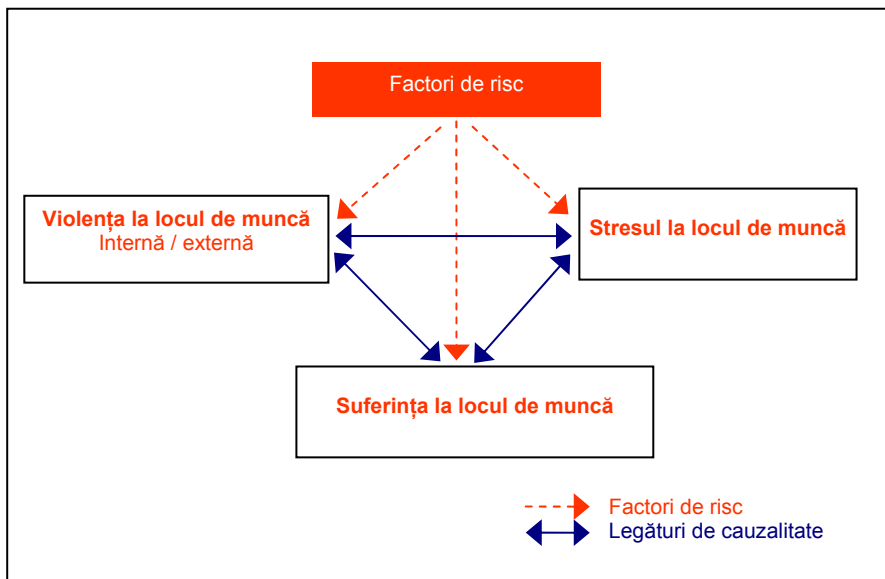 Factori de risc
Violența la locul de muncă
Internă / externă
Stresul la locul de muncă
Suferința la locul de muncă
Factori de risc
Legături de cauzalitate